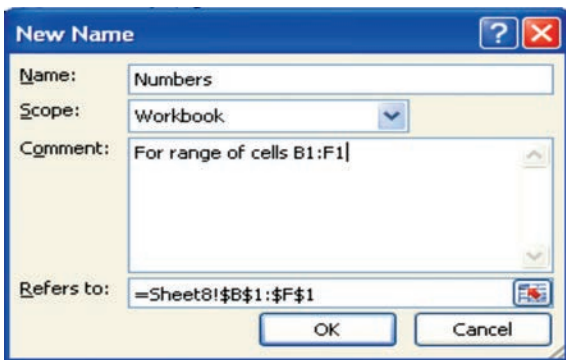 New Name
Name: Numbers
Scope: Workbook
Comment: For range of cells B1:F1
Refers to: =Sheet8!$B$1:$F$1
OK Cancel